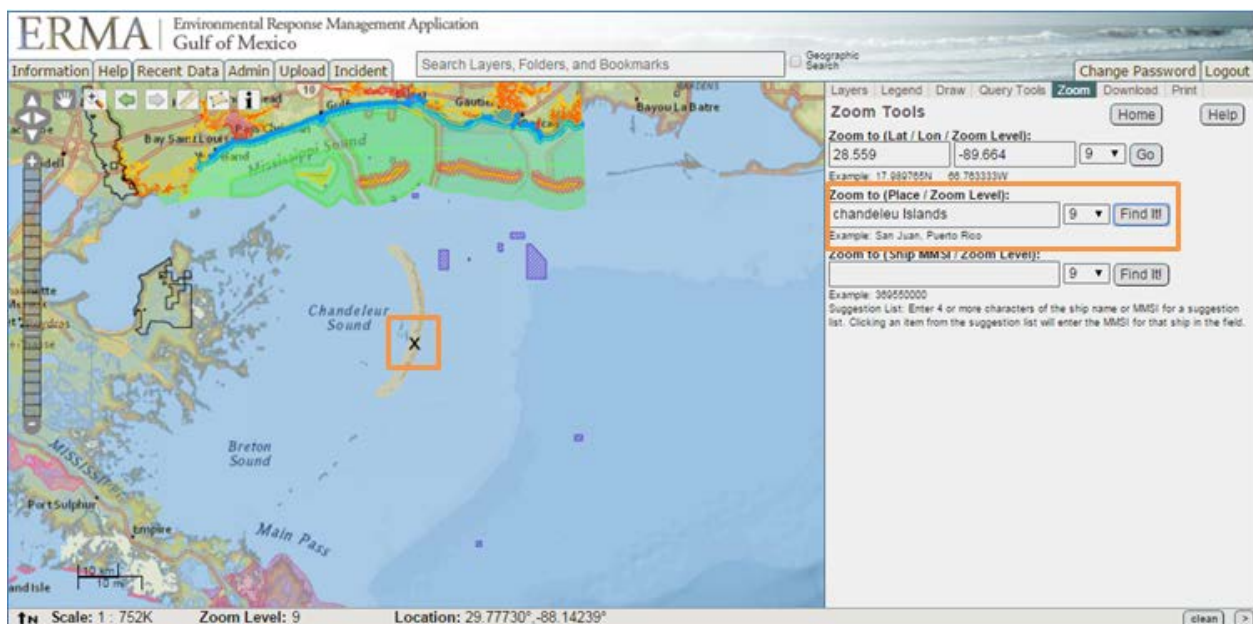 ERMA
Environmental Response Management Application
Gulf of Mexico
Search Layers, Folders, and Bookmarks
Geographic
Search
Information Help Recent Data Admin Upload Incident
Change Password Logout
Layers Legend Draw Query Tools Zoom Download Print
Zoom Tools
Home Help
Zoom to (Lat / Lon / Zoom Level):
28.559 -89.664 9 Go
Example: 17.989765N 66.763333W
Zoom to (Place / Zoom Level):
chandeleu Islands 9 Find It!
Example: San Juan, Puerto Rico
Zoom to (Ship MMSI / Zoom Level):
9 Find It!
Example: 369550000
Suggestion List: Enter 4 or more characters of the ship name or MMSI for a suggestion
list. Clicking an item from the suggestion list will enter the MMSI for that ship in the field.
10
Bayou La Batre
Bay Saint Louis
Mississippi Sound
Chandeleur
Sound
X
Breton
Sound
MISSISSIPPI
Port Sulphur
Empire
Main Pass
10 km
10 mi
N Scale: 1 : 752K Zoom Level: 9 Location: 29.77730°,-88.14239°
clean >